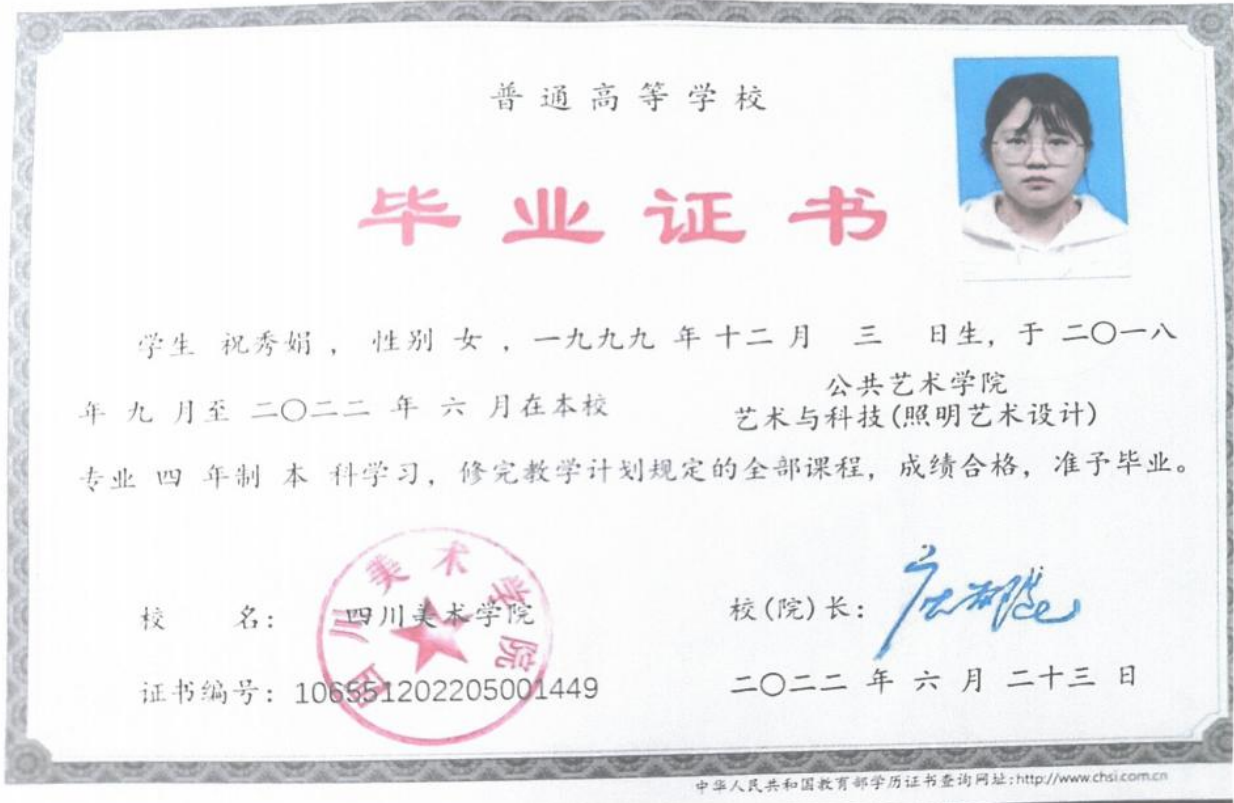 普通高等学校
毕业证书
学生 祝秀娟 ， 性别 女 ，一九九九 年 十二 月 三 日生，于 二〇一八
年 九 月至 二〇二二 年 六 月在本校 公共艺术学院
艺术与科技(照明艺术设计)
专业 四 年制 本 科学习，修完教学计划规定的全部课程，成绩合格，准予毕业。
四川美术学院
校 名： 四川美术学院 校(院)长：
证书编号：106551202205001449 二〇二二 年 六 月 二十三 日
中华人民共和国教育部学历证书查询网址:http://www.chsi.com.cn